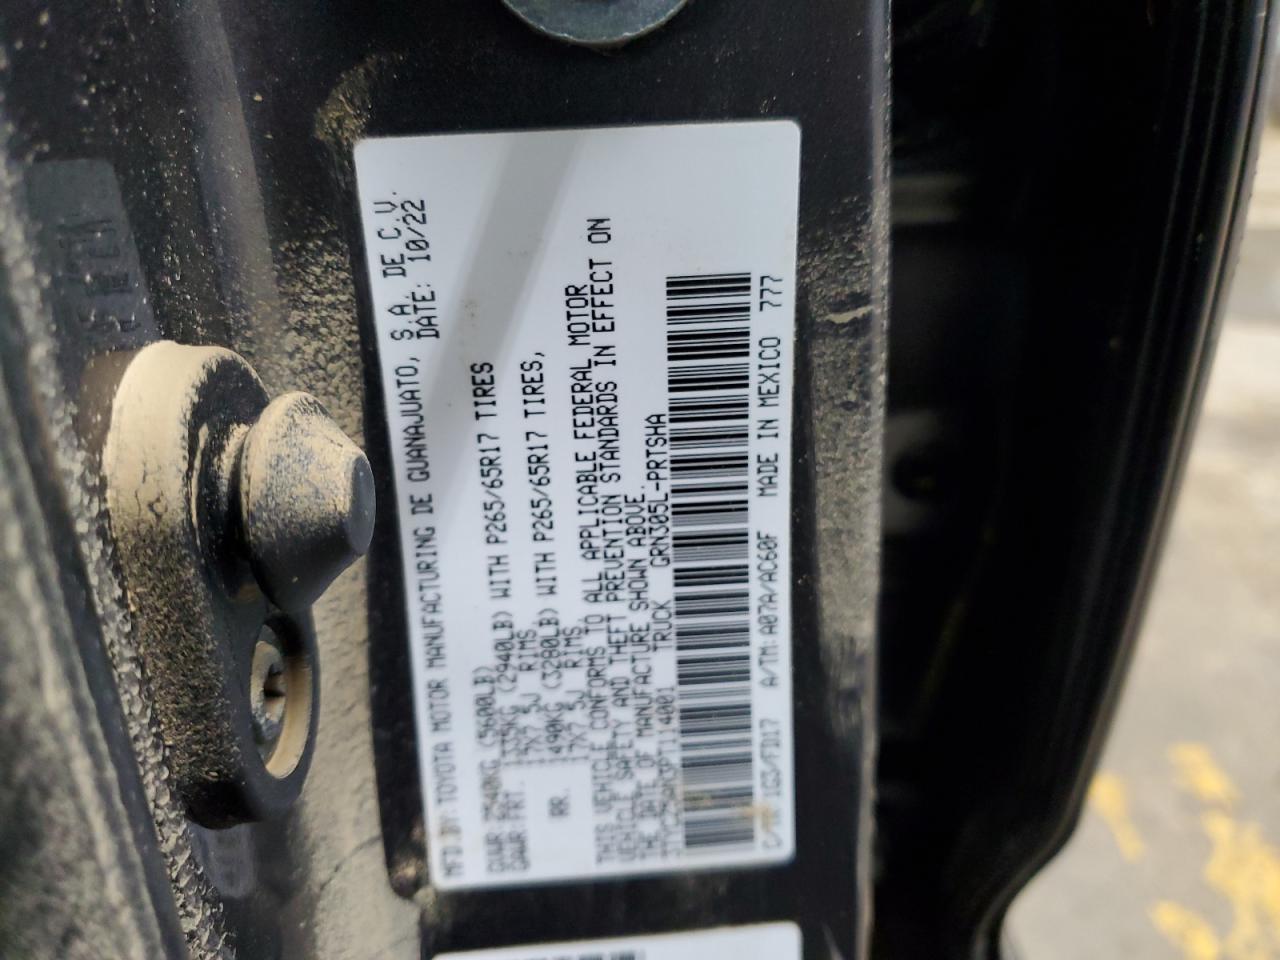 MFD.BY: TOYOTA MOTOR MANUFACTURING DE GUANAJUATO, S.A. DE C.V.
DATE: 10/22
GVWR 2540KG (5600LB)
GAWR FRT. 1335KG (2940LB) WITH P265/65R17 TIRES
17X7.5J RIMS
RR. 1490KG (3280LB) WITH P265/65R17 TIRES,
17X7.5J RIMS
THIS VEHICLE CONFORMS TO ALL APPLICABLE FEDERAL MOTOR
VEHICLE SAFETY AND THEFT PREVENTION STANDARDS IN EFFECT ON
THE DATE OF MANUFACTURE SHOWN ABOVE.
TRUCK GRN305L-PRTSHA
C/TR: 1G3/FD17 A/TM: A07A/AC60F MADE IN MEXICO 777